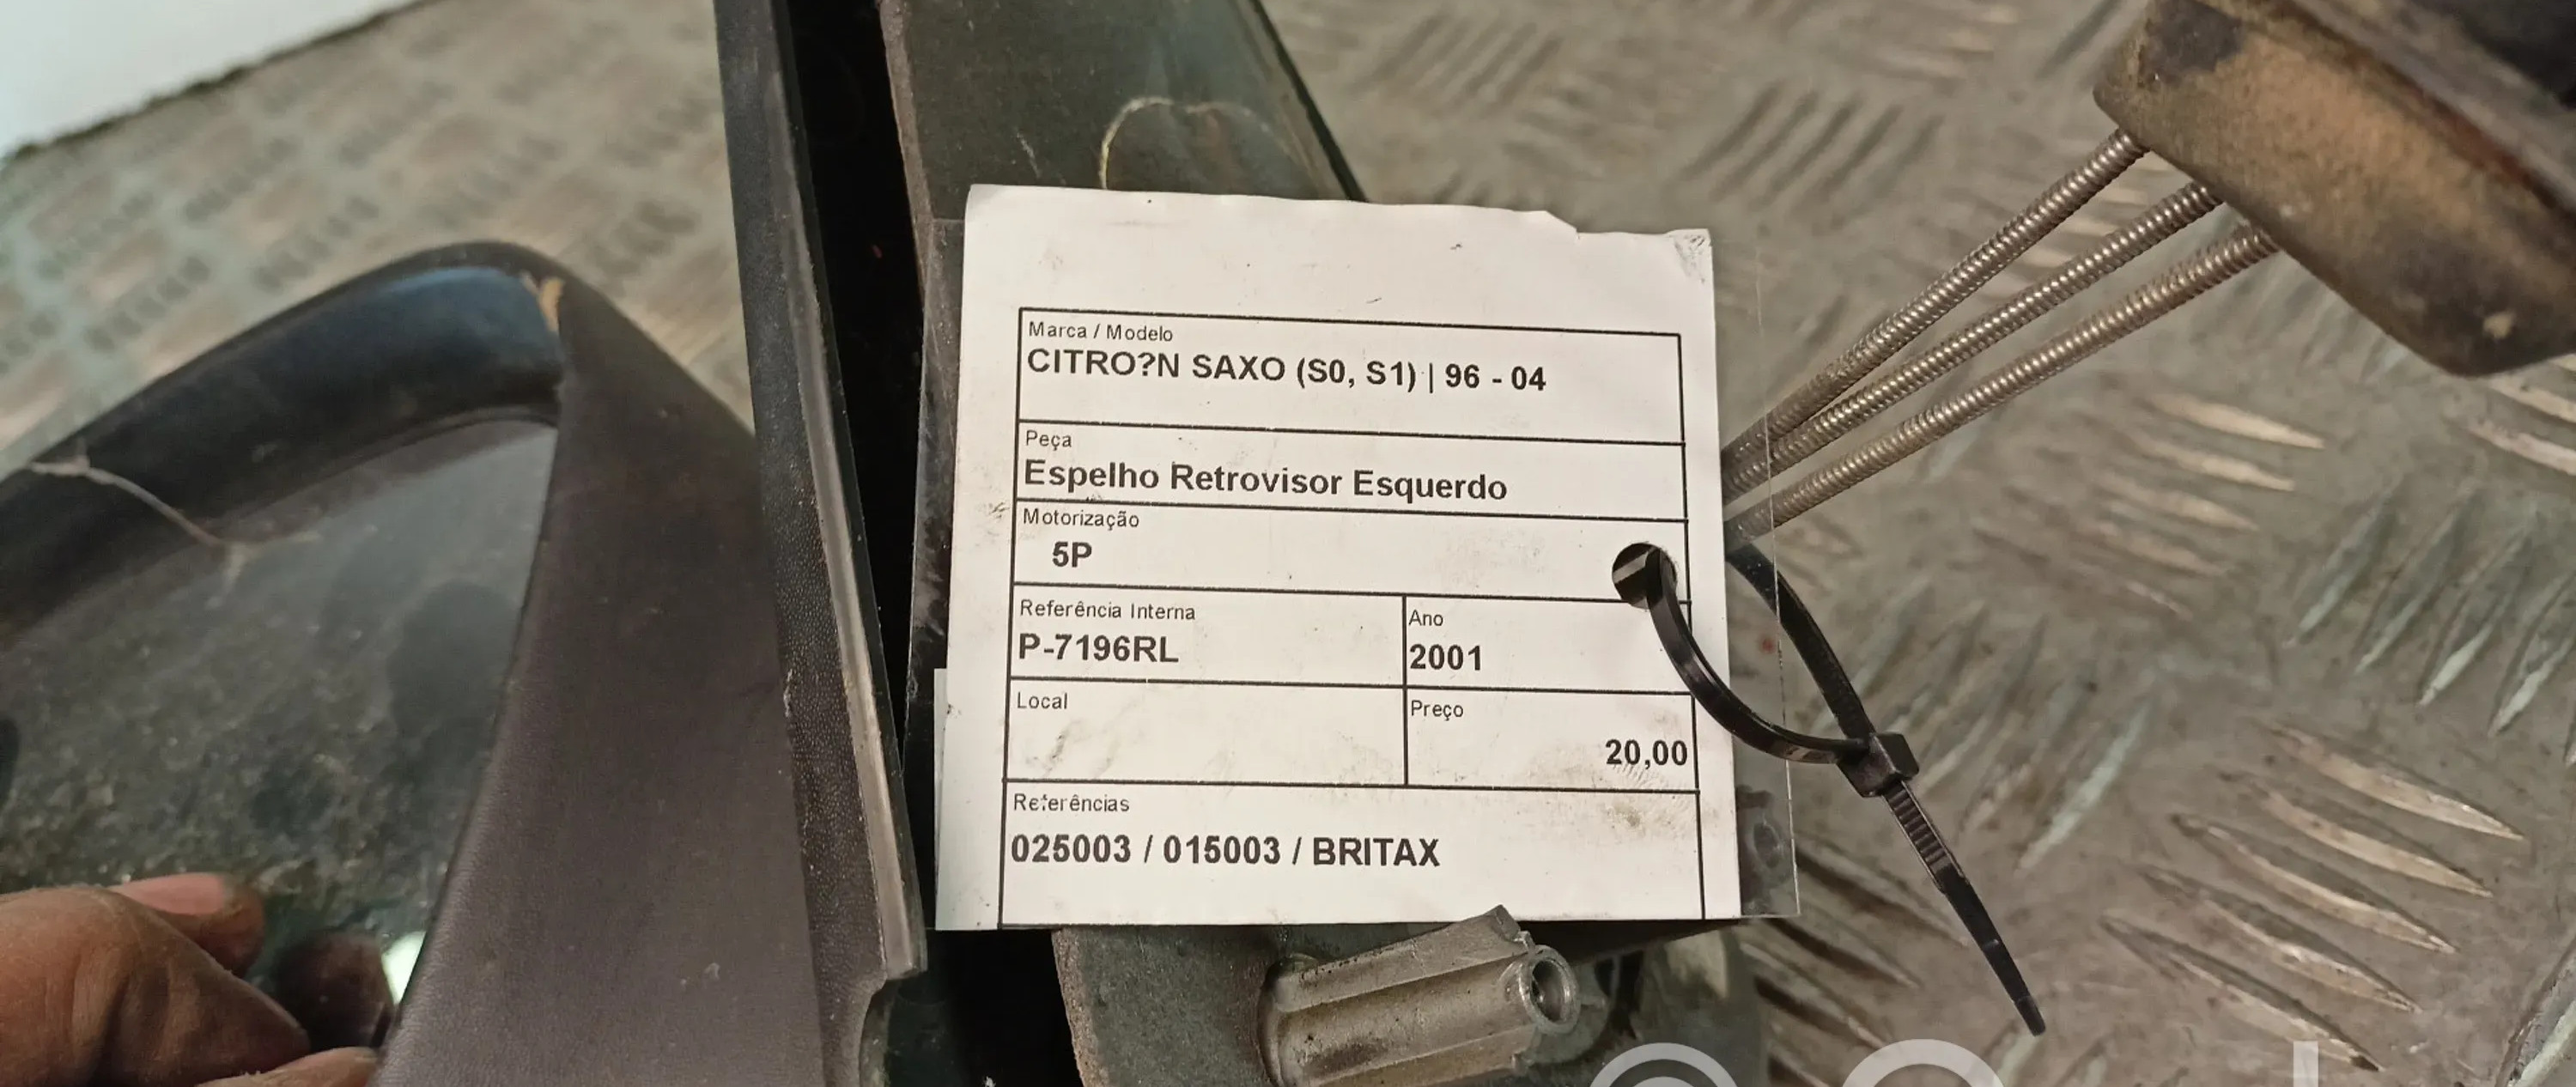 Marca / Modelo
CITRO?N SAXO (S0, S1) | 96 - 04
Peça
Espelho Retrovisor Esquerdo
Motorização
5P
Referência Interna
P-7196RL
Ano
2001
Local
Preço
20,00
Referências
025003 / 015003 / BRITAX